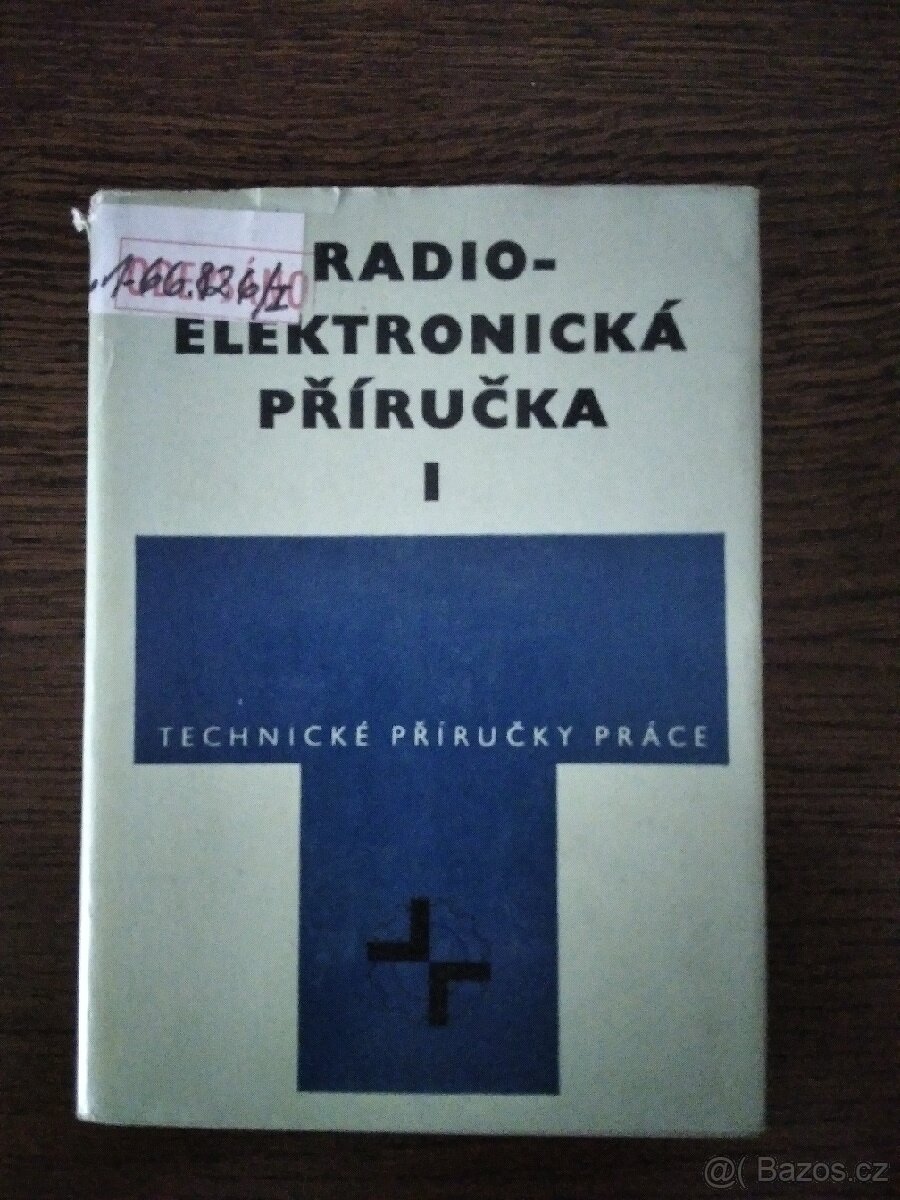 RADIO-
ELEKTRONICKÁ
PŘÍRUČKA
I
TECHNICKÉ PŘÍRUČKY PRÁCE
@( Bazos.cz